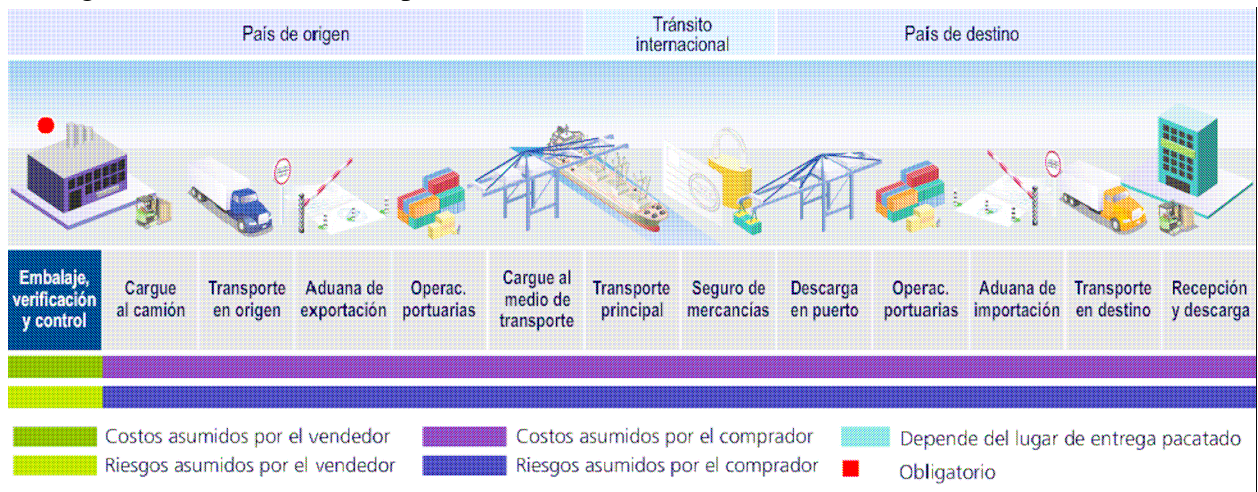 País de origen
Tránsito
internacional
País de destino
Embalaje,
verificación
y control
Cargue
al camión
Transporte
en origen
Aduana de
exportación
Operac.
portuarias
Cargue al
medio de
transporte
Transporte
principal
Seguro de
mercancías
Descarga
en puerto
Operac.
portuarias
Aduana de
importación
Transporte
en destino
Recepción
y descarga
Costos asumidos por el vendedor
Costos asumidos por el comprador
Depende del lugar de entrega pacatado
Riesgos asumidos por el vendedor
Riesgos asumidos por el comprador
Obligatorio